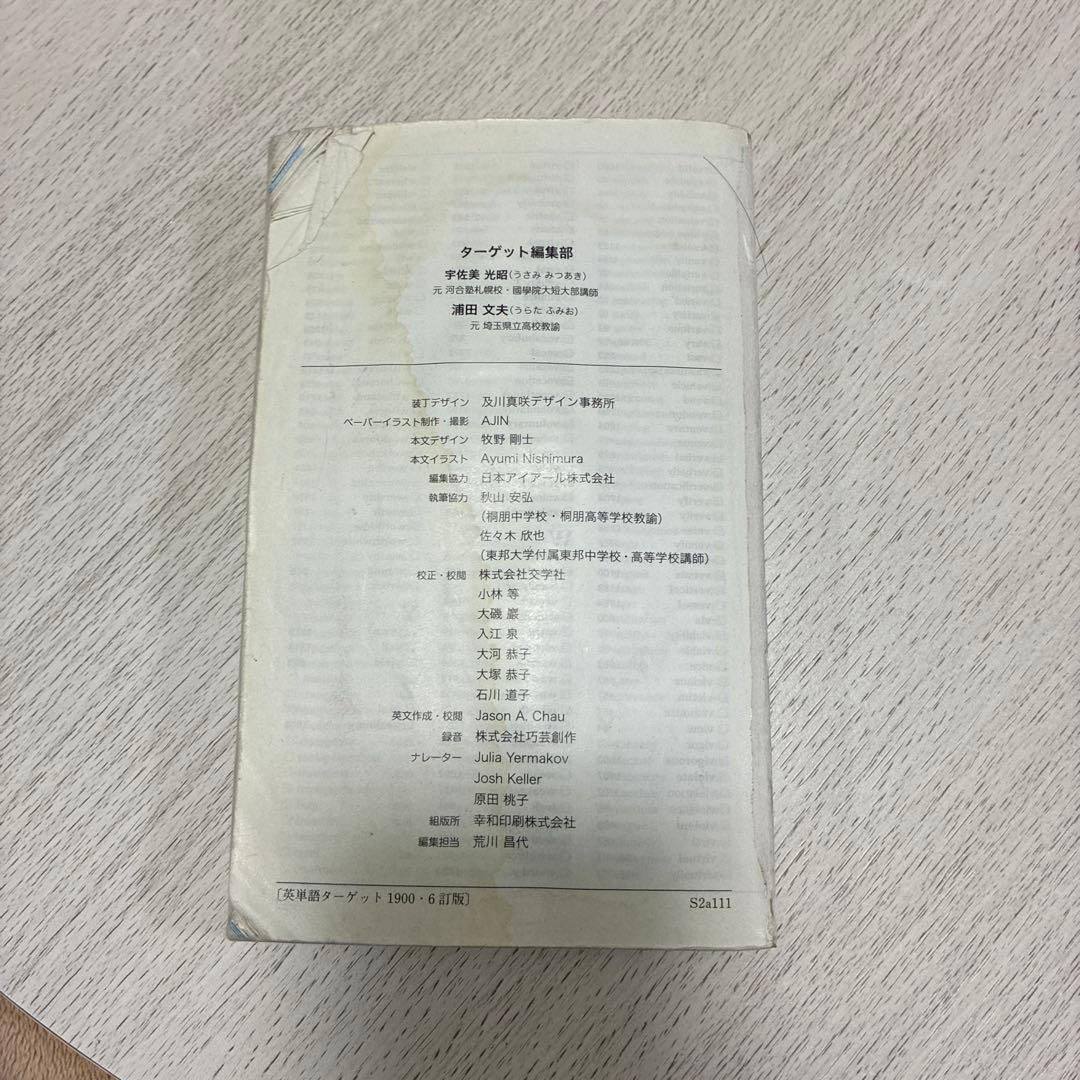 ターゲット編集部
宇佐美 光昭(うさみ みつあき)
元 河合塾札幌校・國學院大短大部講師
浦田 文夫(うらた ふみお)
元 埼玉県立高校教諭
装丁デザイン 及川真咲デザイン事務所
ペーパーイラスト制作・撮影 AJIN
本文デザイン 牧野 剛士
本文イラスト Ayumi Nishimura
編集協力 日本アイアール株式会社
執筆協力 秋山 安弘
(桐朋中学校・桐朋高等学校教諭)
佐々木 欣也
(東邦大学付属東邦中学校・高等学校講師)
校正・校閲 株式会社交学社
小林 等
大磯 巖
入江 泉
大河 恭子
大塚 恭子
石川 道子
英文作成・校閲 Jason A. Chau
録音 株式会社巧芸創作
ナレーター Julia Yermakov
Josh Keller
原田 桃子
組版所 幸和印刷株式会社
編集担当 荒川 昌代
〔英単語ターゲット 1900・6 訂版〕 S2a111